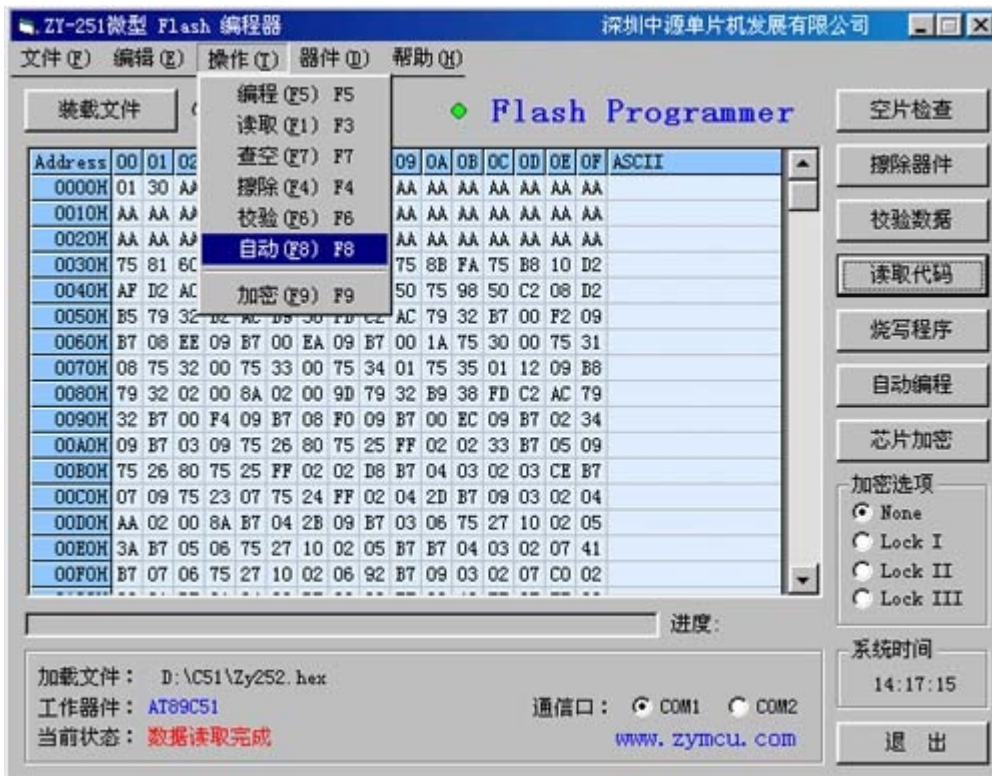 ZY-251微型 Flash 编程器 深圳中源单片机发展有限公司
文件(F) 编辑(E) 操作(T) 器件(D) 帮助(H)
装载文件 Flash Programmer 空片检查
编程(F5) F5
读取(F1) F3
查空(F7) F7
擦除(F4) F4
校验(F6) F6
自动(F8) F8
加密(F9) F9
Address 00 01 02 09 0A 0B 0C 0D 0E 0F ASCII
0000H 01 30 AA AA AA AA AA AA AA AA
0010H AA AA AA AA AA AA AA AA AA AA
0020H AA AA AA AA AA AA AA AA AA AA
0030H 75 81 6C 75 8B FA 75 B8 10 D2
0040H AF D2 AC 50 75 98 50 C2 08 D2
0050H B5 79 32 B2 AC D9 38 FD C2 AC 79 32 B7 00 F2 09
0060H B7 08 EE 09 B7 00 EA 09 B7 00 1A 75 30 00 75 31
0070H 08 75 32 00 75 33 00 75 34 01 75 35 01 12 09 B8
0080H 79 32 02 00 8A 02 00 9D 79 32 B9 38 FD C2 AC 79
0090H 32 B7 00 F4 09 B7 08 F0 09 B7 00 EC 09 B7 02 34
00A0H 09 B7 03 09 75 26 80 75 25 FF 02 02 33 B7 05 09
00B0H 75 26 80 75 25 FF 02 02 D8 B7 04 03 02 03 CE B7
00C0H 07 09 75 23 07 75 24 FF 02 04 2D B7 09 03 02 04
00D0H AA 02 00 8A B7 04 2B 09 B7 03 06 75 27 10 02 05
00E0H 3A B7 05 06 75 27 10 02 05 B7 B7 04 03 02 07 41
00F0H B7 07 06 75 27 10 02 06 92 B7 09 03 02 07 C0 02
擦除器件
校验数据
读取代码
烧写程序
自动编程
芯片加密
加密选项
None
Lock I
Lock II
Lock III
进度:
系统时间
14:17:15
加载文件： D:\C51\Zy252.hex
工作器件： AT89C51 通信口： COM1 COM2
当前状态： 数据读取完成 www.zymcu.com
退 出